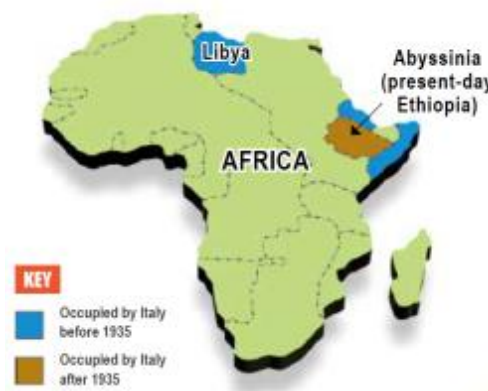 Libya
Abyssinia
(present-day
Ethiopia)
AFRICA
KEY
Occupied by Italy
before 1935
Occupied by Italy
after 1935